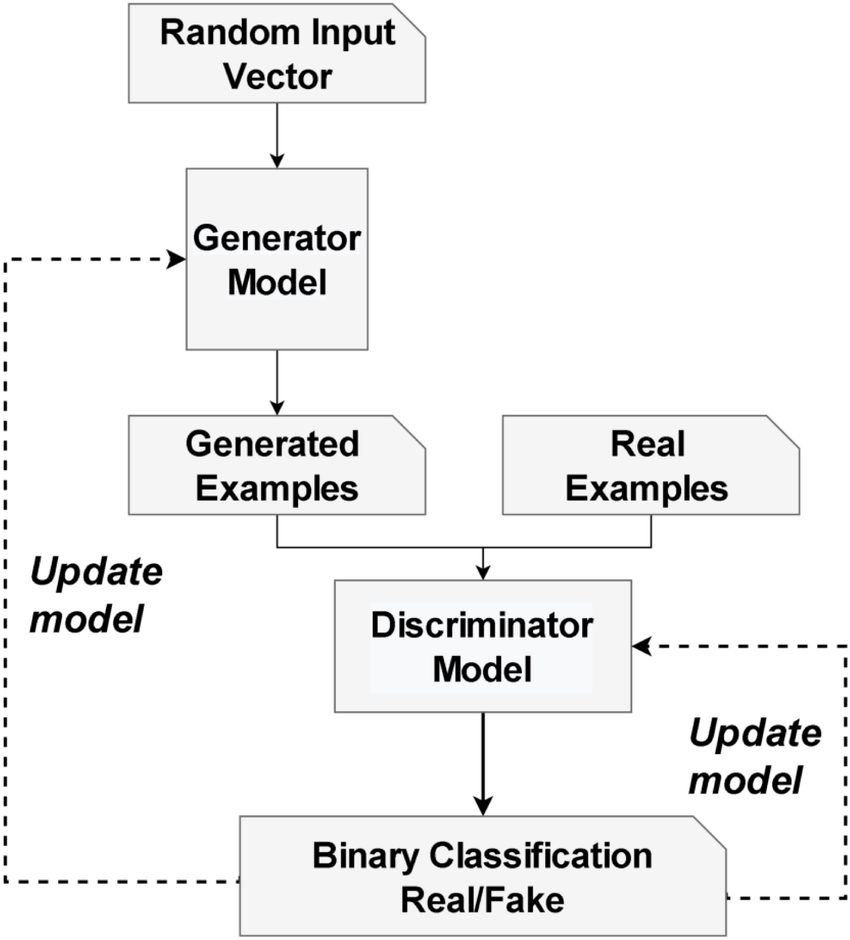 Random Input
Vector
Generator
Model
Generated
Examples
Real
Examples
Update
model
Discriminator
Model
Update
model
Binary Classification
Real/Fake